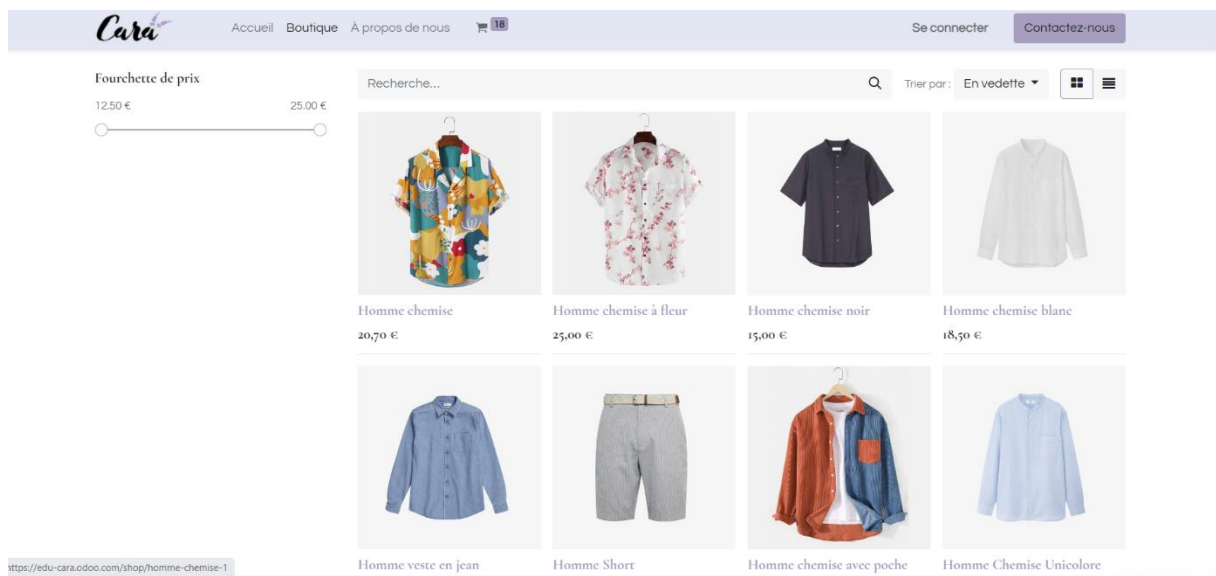 Cara
Accueil Boutique À propos de nous 18 Se connecter Contactez-nous
Fourchette de prix
12.50 € 25.00 €
Recherche...
Trier par : En vedette
Homme chemise Homme chemise à fleur Homme chemise noir Homme chemise blanc
20,70 € 25,00 € 15,00 € 18,50 €
Homme veste en jean Homme Short Homme chemise avec poche Homme Chemise Unicolore
https://edu-cara.odoo.com/shop/homme-chemise-1